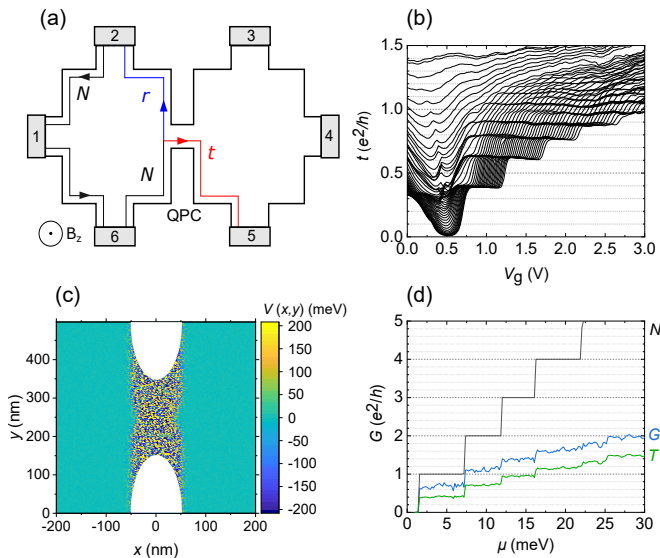 (a)
2
3
N
r
1
t
4
N
QPC
B_z
6
5
(b)
1.5
1.0
0.5
0.0
t (e²/h)
0.0 0.5 1.0 1.5 2.0 2.5 3.0
V_g (V)
(c)
V (x,y) (meV)
400
300
200
100
0
y (nm)
-200 -100 0 100 200
x (nm)
200
150
100
50
0
-50
-100
-150
-200
(d)
5
4
3
2
1
0
G (e²/h)
N
G
T
0 5 10 15 20 25 30
μ (meV)